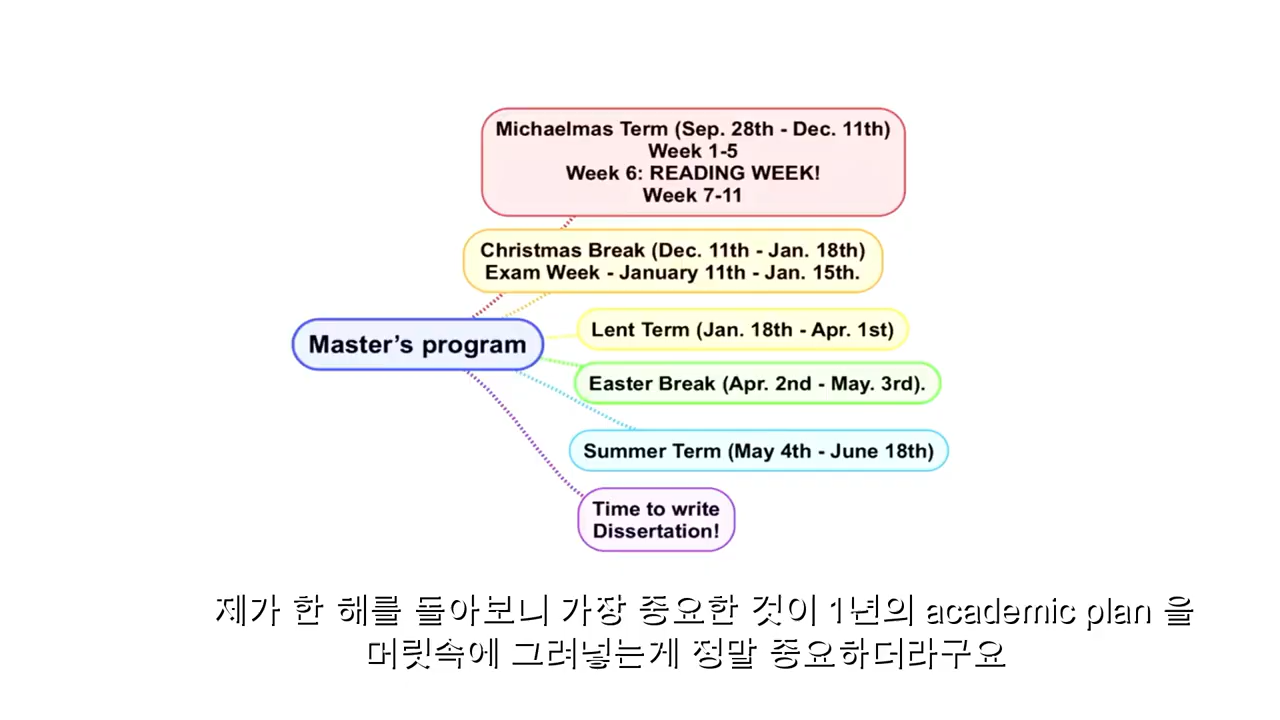 Michaelmas Term (Sep. 28th - Dec. 11th)
Week 1-5
Week 6: READING WEEK!
Week 7-11
Christmas Break (Dec. 11th - Jan. 18th)
Exam Week - January 11th - Jan. 15th.
Master’s program
Lent Term (Jan. 18th - Apr. 1st)
Easter Break (Apr. 2nd - May. 3rd).
Summer Term (May 4th - June 18th)
Time to write
Dissertation!
제가 한 해를 돌아보니 가장 중요한 것이 1년의 academic plan 을
머릿속에 그려넣는게 정말 중요하더라구요